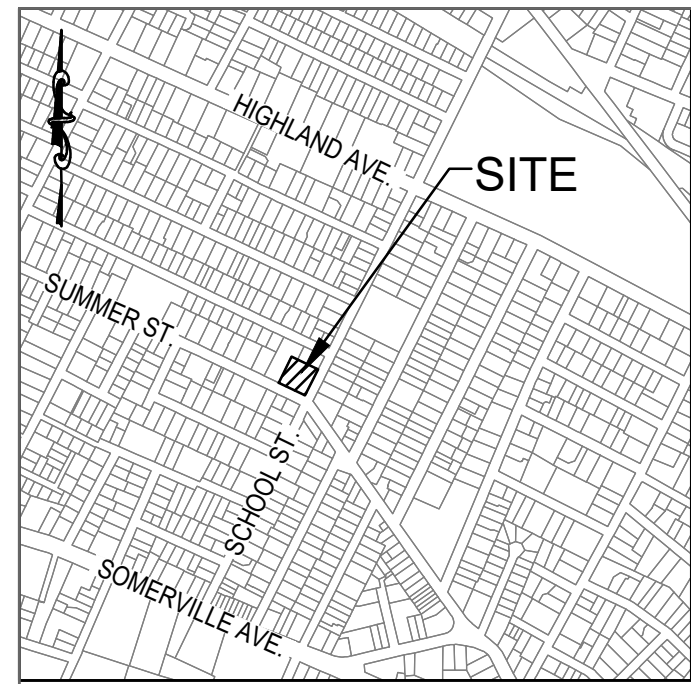 HIGHLAND AVE.
SITE
SUMMER ST.
SCHOOL ST.
SOMERVILLE AVE.